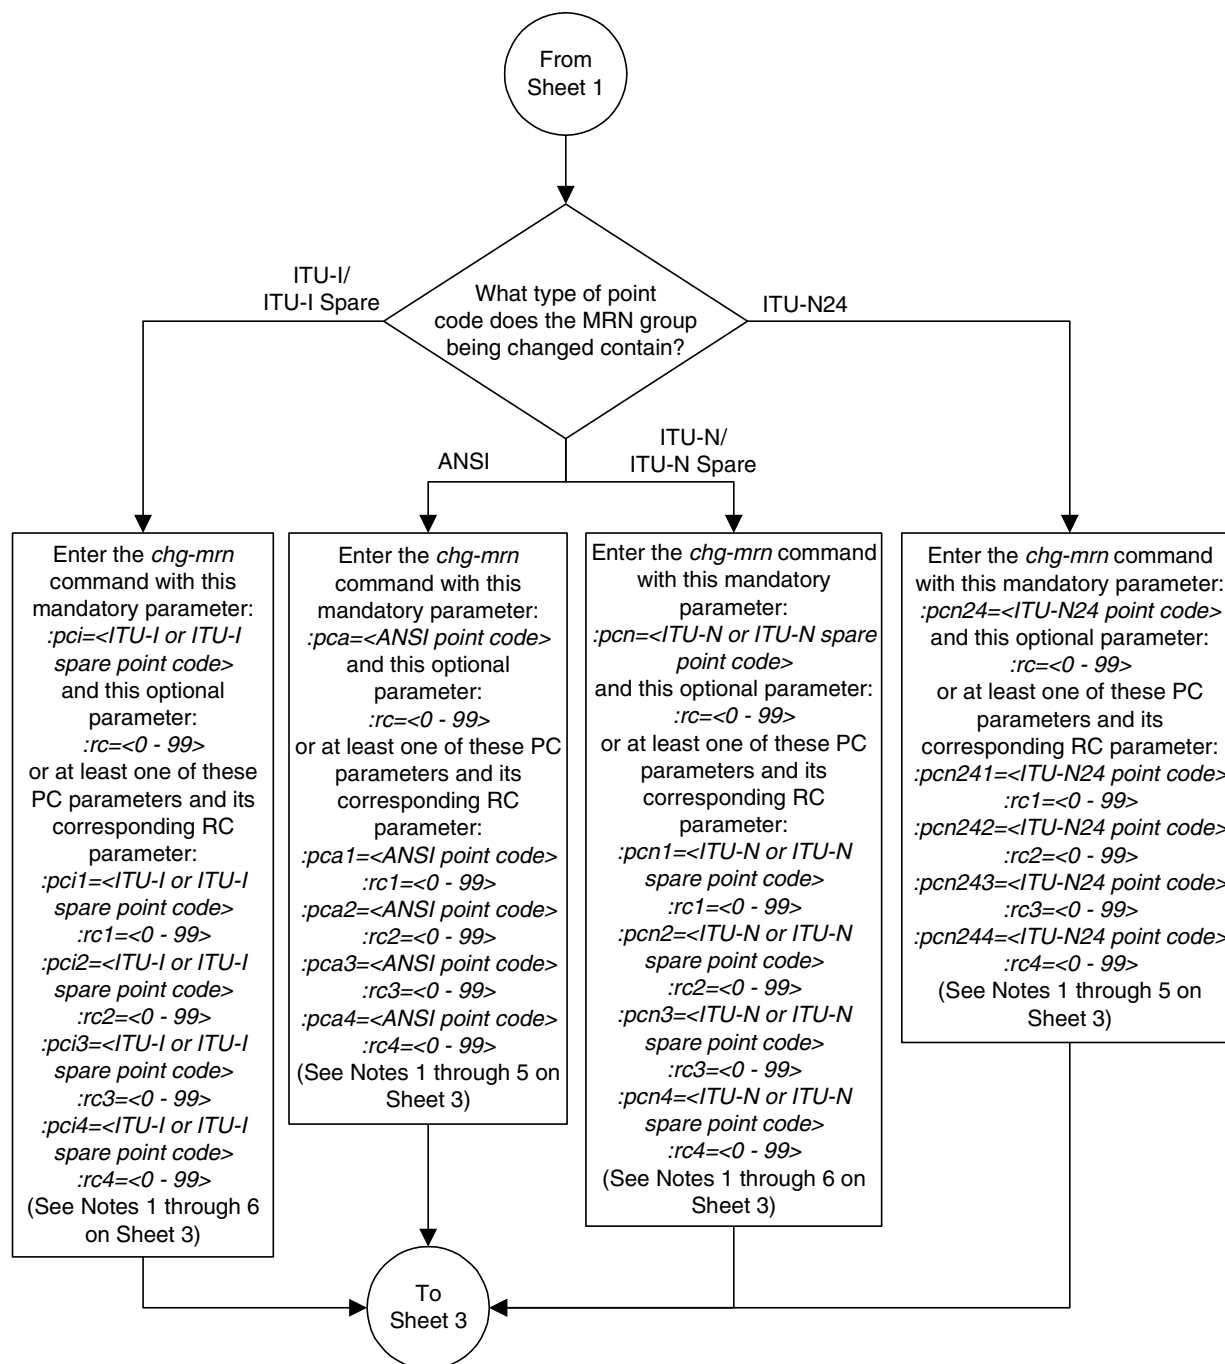 From
Sheet 1
What type of point
code does the MRN group
being changed contain?
ITU-I/
ITU-I Spare
ITU-N24
ANSI
ITU-N/
ITU-N Spare
Enter the chg-mrn
command with this
mandatory parameter:
:pci=<ITU-I or ITU-I
spare point code>
and this optional
parameter:
:rc=<0 - 99>
or at least one of these
PC parameters and its
corresponding RC
parameter:
:pci1=<ITU-I or ITU-I
spare point code>
:rc1=<0 - 99>
:pci2=<ITU-I or ITU-I
spare point code>
:rc2=<0 - 99>
:pci3=<ITU-I or ITU-I
spare point code>
:rc3=<0 - 99>
:pci4=<ITU-I or ITU-I
spare point code>
:rc4=<0 - 99>
(See Notes 1 through 6
on Sheet 3)
Enter the chg-mrn
command with this
mandatory parameter:
:pca=<ANSI point code>
and this optional
parameter:
:rc=<0 - 99>
or at least one of these PC
parameters and its
corresponding RC
parameter:
:pca1=<ANSI point code>
:rc1=<0 - 99>
:pca2=<ANSI point code>
:rc2=<0 - 99>
:pca3=<ANSI point code>
:rc3=<0 - 99>
:pca4=<ANSI point code>
:rc4=<0 - 99>
(See Notes 1 through 5 on
Sheet 3)
Enter the chg-mrn command
with this mandatory
parameter:
:pcn=<ITU-N or ITU-N spare
point code>
and this optional parameter:
:rc=<0 - 99>
or at least one of these PC
parameters and its
corresponding RC
parameter:
:pcn1=<ITU-N or ITU-N
spare point code>
:rc1=<0 - 99>
:pcn2=<ITU-N or ITU-N
spare point code>
:rc2=<0 - 99>
:pcn3=<ITU-N or ITU-N
spare point code>
:rc3=<0 - 99>
:pcn4=<ITU-N or ITU-N
spare point code>
:rc4=<0 - 99>
(See Notes 1 through 6 on
Sheet 3)
Enter the chg-mrn command
with this mandatory parameter:
:pcn24=<ITU-N24 point code>
and this optional parameter:
:rc=<0 - 99>
or at least one of these PC
parameters and its
corresponding RC parameter:
:pcn241=<ITU-N24 point code>
:rc1=<0 - 99>
:pcn242=<ITU-N24 point code>
:rc2=<0 - 99>
:pcn243=<ITU-N24 point code>
:rc3=<0 - 99>
:pcn244=<ITU-N24 point code>
:rc4=<0 - 99>
(See Notes 1 through 5 on
Sheet 3)
To
Sheet 3